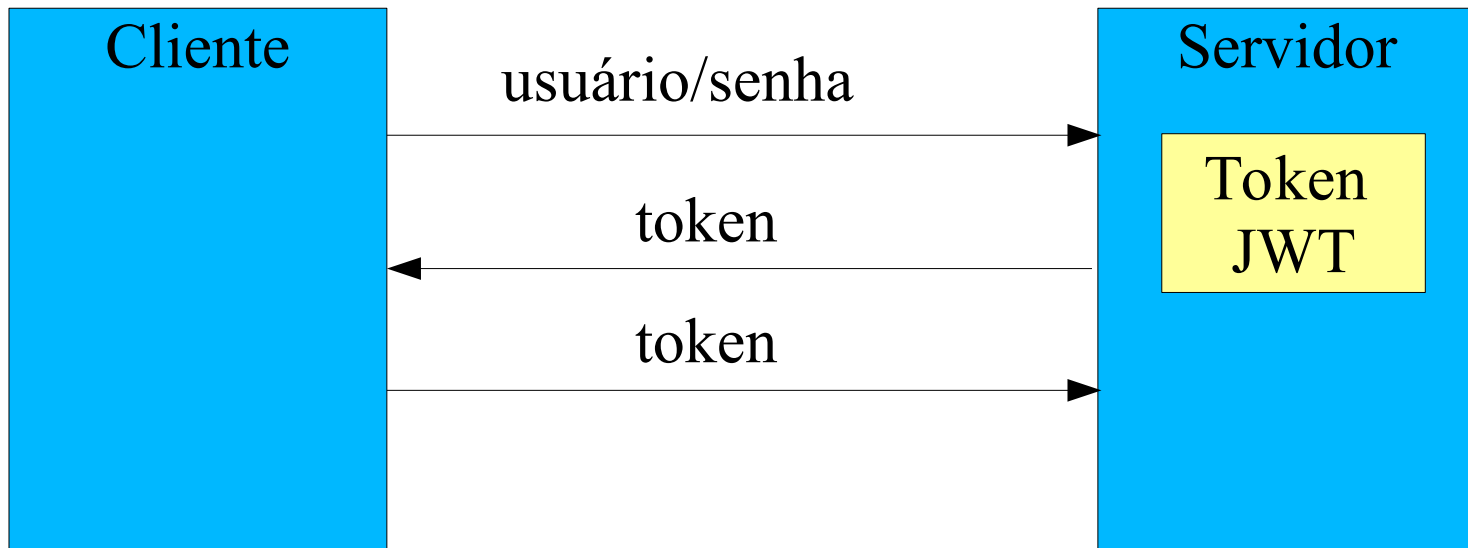 Cliente
Servidor
usuário/senha
Token
JWT
token
token